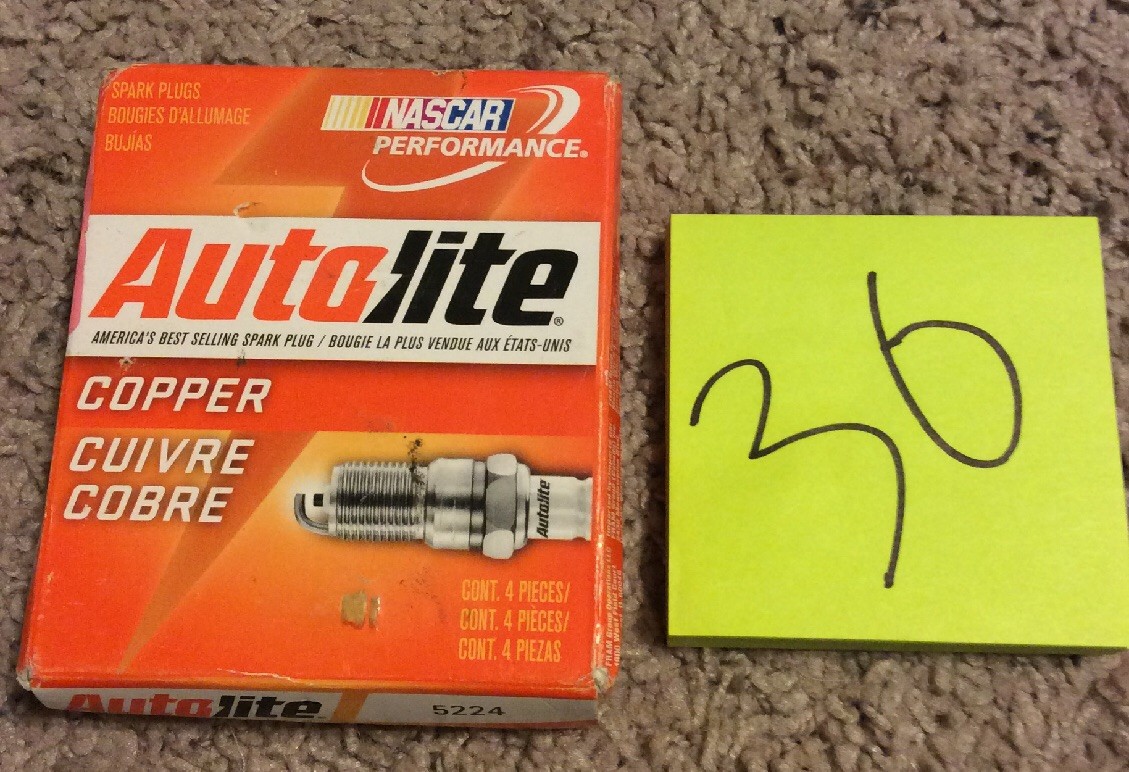 SPARK PLUGS
BOUGIES D'ALLUMAGE
BUJÍAS
NASCAR
PERFORMANCE®
Autolite®
AMERICA'S BEST SELLING SPARK PLUG / BOUGIE LA PLUS VENDUE AUX ÉTATS-UNIS
COPPER
CUIVRE
COBRE
Autolite
CONT. 4 PIECES/
CONT. 4 PIÈCES/
CONT. 4 PIEZAS
Autolite
5224
36